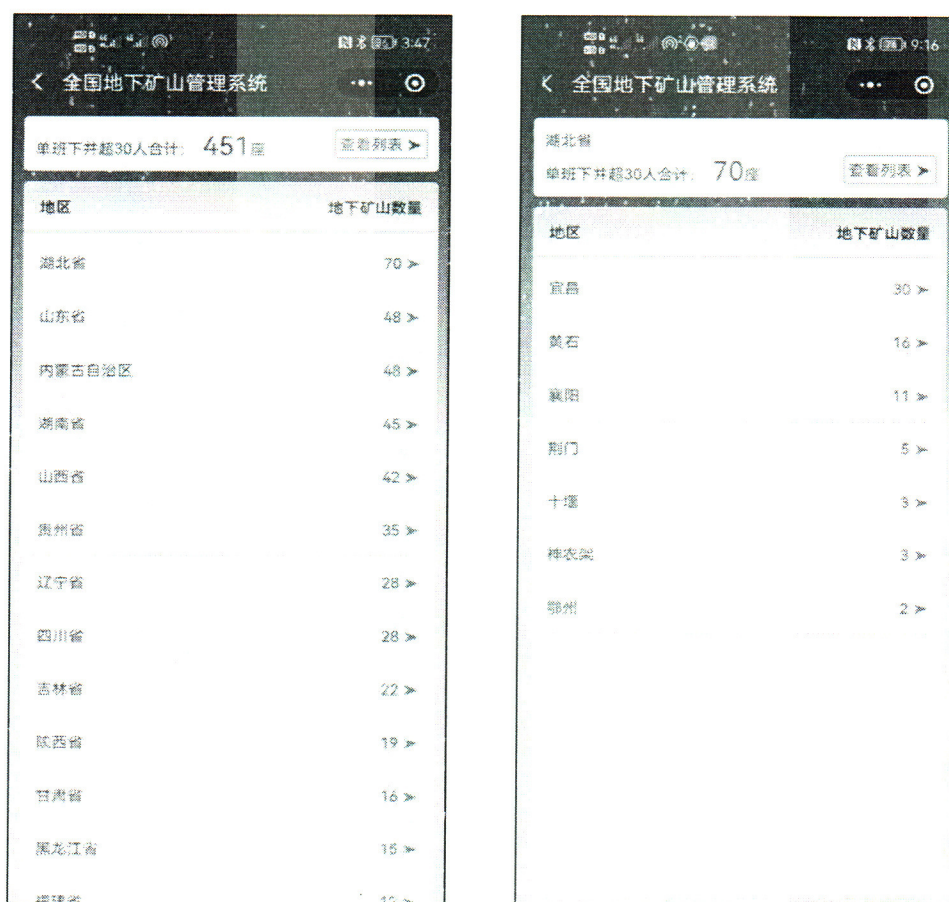 3:47
全国地下矿山管理系统
单班下井超30人合计: 451座
查看列表
地区 地下矿山数量
湖北省 70
山东省 48
内蒙古自治区 48
湖南省 45
山西省 42
贵州省 35
辽宁省 28
四川省 28
吉林省 22
陕西省 19
甘肃省 16
黑龙江省 15
福建省
9:16
全国地下矿山管理系统
湖北省
单班下井超30人合计: 70座
查看列表
地区 地下矿山数量
宜昌 30
黄石 16
襄阳 11
荆门 5
十堰 3
神农架 3
鄂州 2